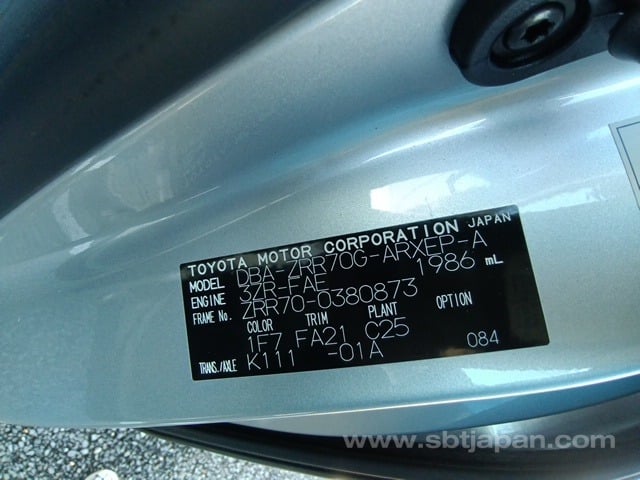 TOYOTA MOTOR CORPORATION JAPAN
MODEL DBA-ZRR70G-ARXEP-A
ENGINE 3ZR-FAE 1986 mL
FRAME No. ZRR70-0380873
COLOR TRIM PLANT OPTION
1F7 FA21 C25
TRANS./AXLE K111 -01A 084
www.sbtjapan.com